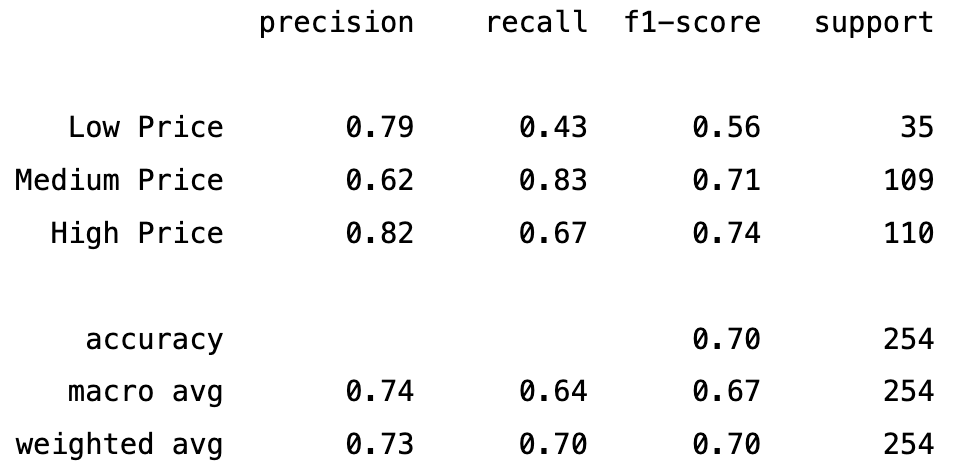 precision recall f1-score support
Low Price 0.79 0.43 0.56 35
Medium Price 0.62 0.83 0.71 109
High Price 0.82 0.67 0.74 110
accuracy 0.70 254
macro avg 0.74 0.64 0.67 254
weighted avg 0.73 0.70 0.70 254